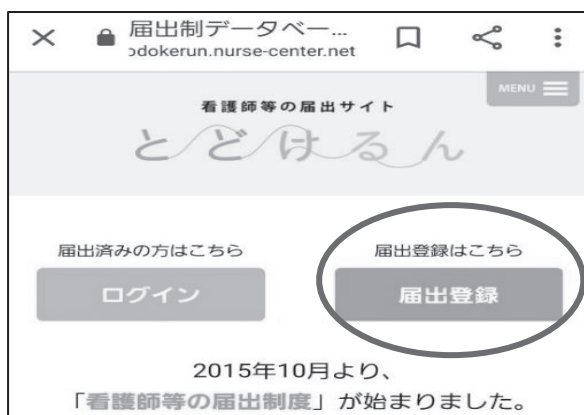 届出制データベー...
odokerun.nurse-center.net
MENU
看護師等の届出サイト
とどけるん
届出済みの方はこちら
ログイン
届出登録はこちら
届出登録
2015年10月より、
「看護師等の届出制度」が始まりました。